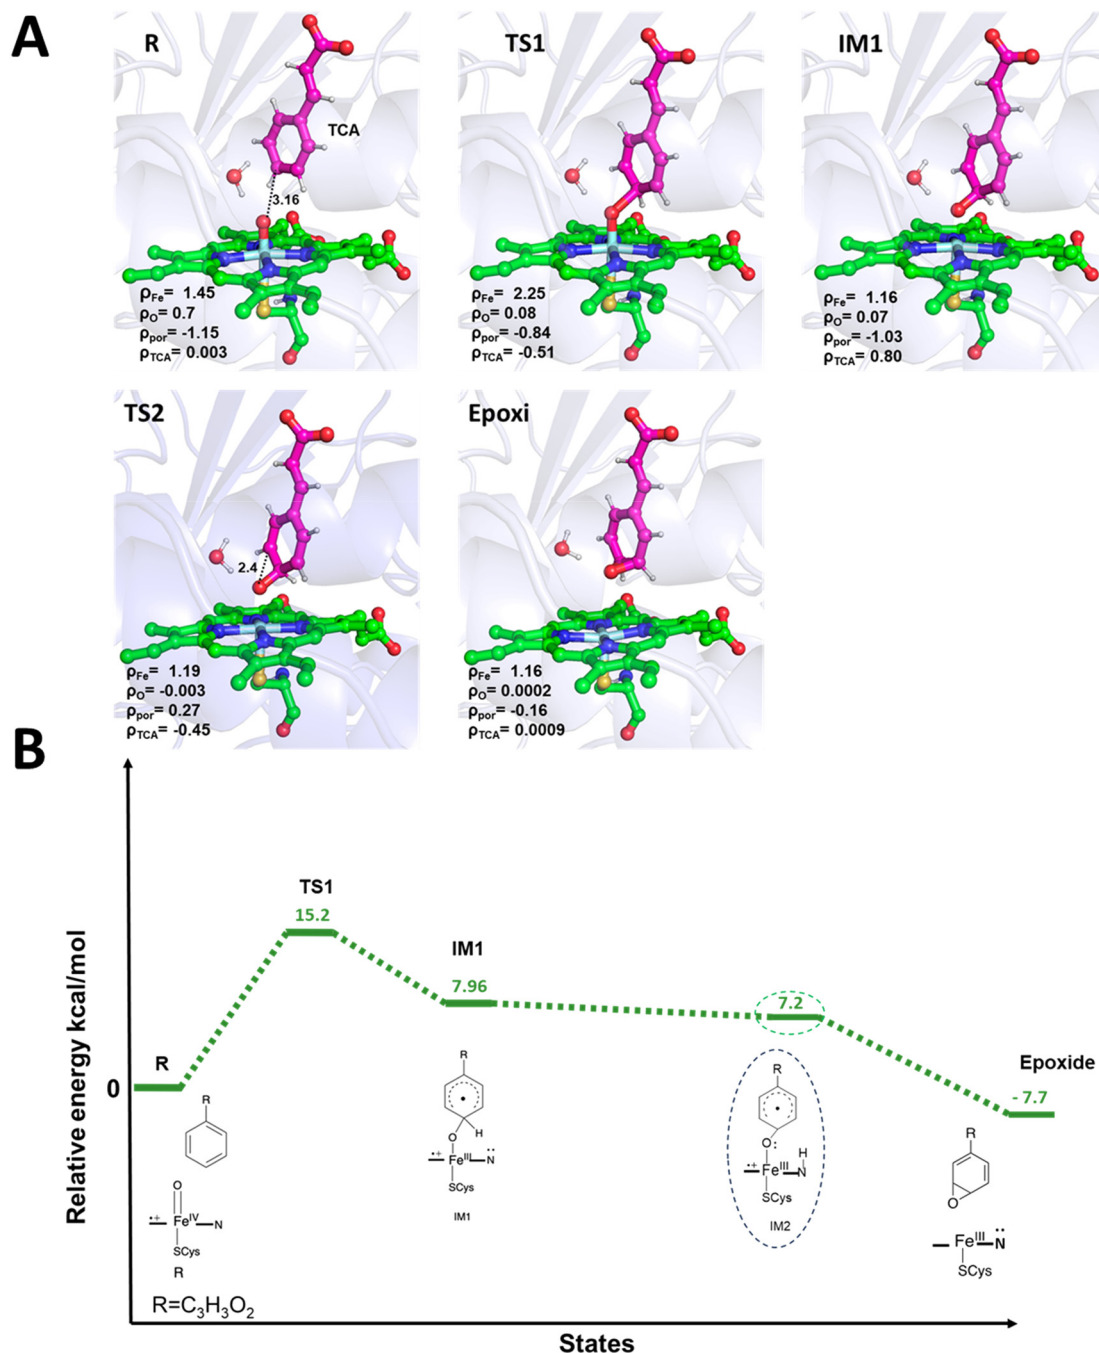 A
R
TCA
3.16
ρFe= 1.45
ρO= 0.7
ρpor= -1.15
ρTCA= 0.003
TS1
ρFe= 2.25
ρO= 0.08
ρpor= -0.84
ρTCA= -0.51
IM1
ρFe= 1.16
ρO= 0.07
ρpor= -1.03
ρTCA= 0.80
TS2
2.4
ρFe= 1.19
ρO= -0.003
ρpor= 0.27
ρTCA= -0.45
Epoxi
ρFe= 1.16
ρO= 0.0002
ρpor= -0.16
ρTCA= 0.0009
B
Relative energy kcal/mol
0
R
TS1
15.2
IM1
7.96
7.2
Epoxide
- 7.7
R
O
•+ FeIV N
SCys
R
R=C3H3O2
R
•
O H
•+ FeIII N̈
SCys
IM1
R
•
O:
H
•+ FeIII N
SCys
IM2
R
O
FeIII N̈
SCys
States